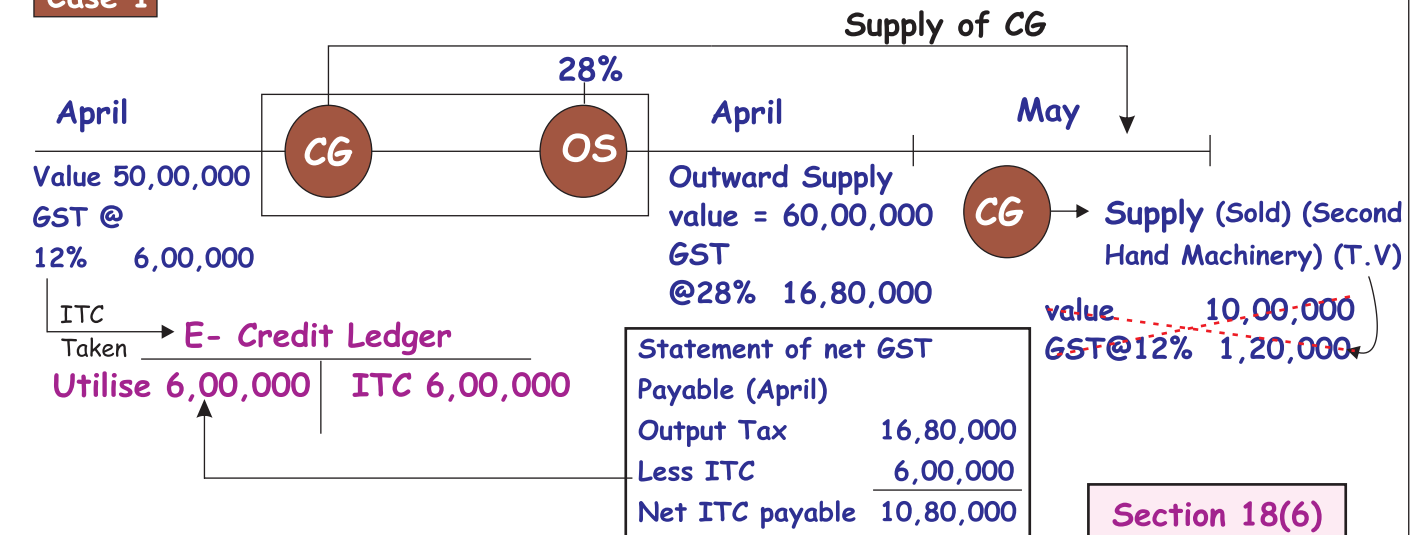 Case 1
Supply of CG
28%
April
April
May
CG
OS
Value 50,00,000
GST @
12% 6,00,000
Outward Supply
value = 60,00,000
GST
@28% 16,80,000
CG
Supply (Sold) (Second
Hand Machinery) (T.V)
value 10,00,000
GST@12% 1,20,000
ITC
Taken
E- Credit Ledger
Utilise 6,00,000
ITC 6,00,000
Statement of net GST
Payable (April)
Output Tax 16,80,000
Less ITC 6,00,000
Net ITC payable 10,80,000
Section 18(6)